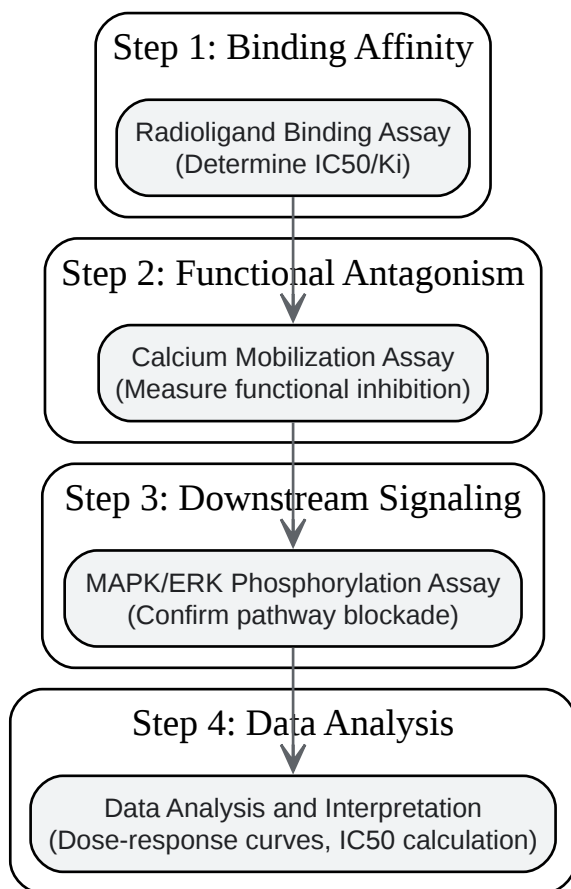 Step 1: Binding Affinity
Radioligand Binding Assay
(Determine IC50/Ki)
Step 2: Functional Antagonism
Calcium Mobilization Assay
(Measure functional inhibition)
Step 3: Downstream Signaling
MAPK/ERK Phosphorylation Assay
(Confirm pathway blockade)
Step 4: Data Analysis
Data Analysis and Interpretation
(Dose-response curves, IC50 calculation)